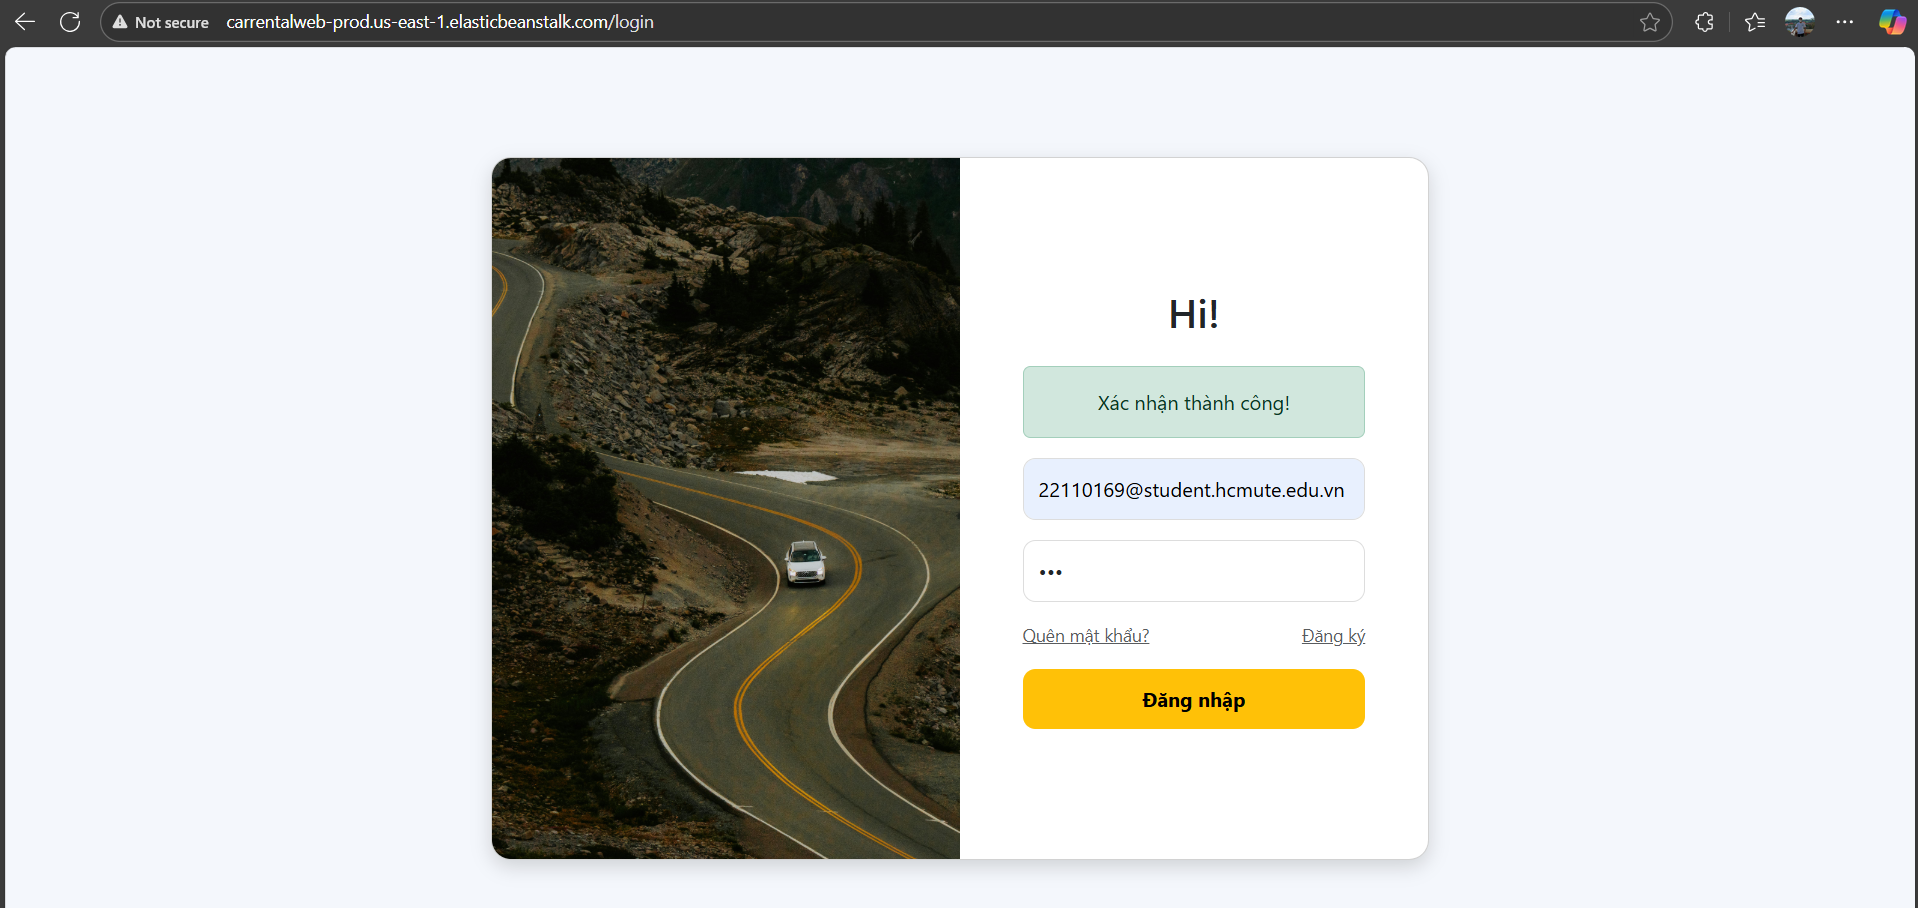 Not secure
carrentalweb-prod.us-east-1.elasticbeanstalk.com/login
Hi!
Xác nhận thành công!
22110169@student.hcmute.edu.vn
•••
Quên mật khẩu?
Đăng ký
Đăng nhập